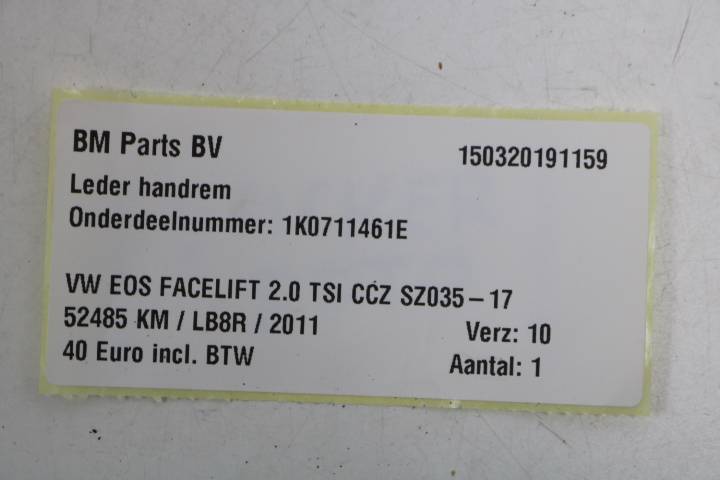 BM Parts BV 150320191159
Leder handrem
Onderdeelnummer: 1K0711461E
VW EOS FACELIFT 2.0 TSI CCZ SZ035-17
52485 KM / LB8R / 2011 Verz: 10
40 Euro incl. BTW Aantal: 1